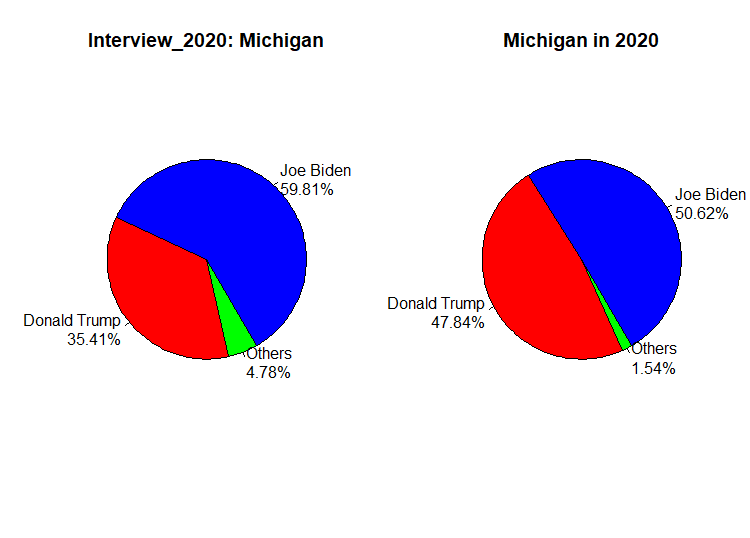 Interview_2020: Michigan
Joe Biden
59.81%
Donald Trump
35.41%
Others
4.78%
Michigan in 2020
Joe Biden
50.62%
Donald Trump
47.84%
Others
1.54%